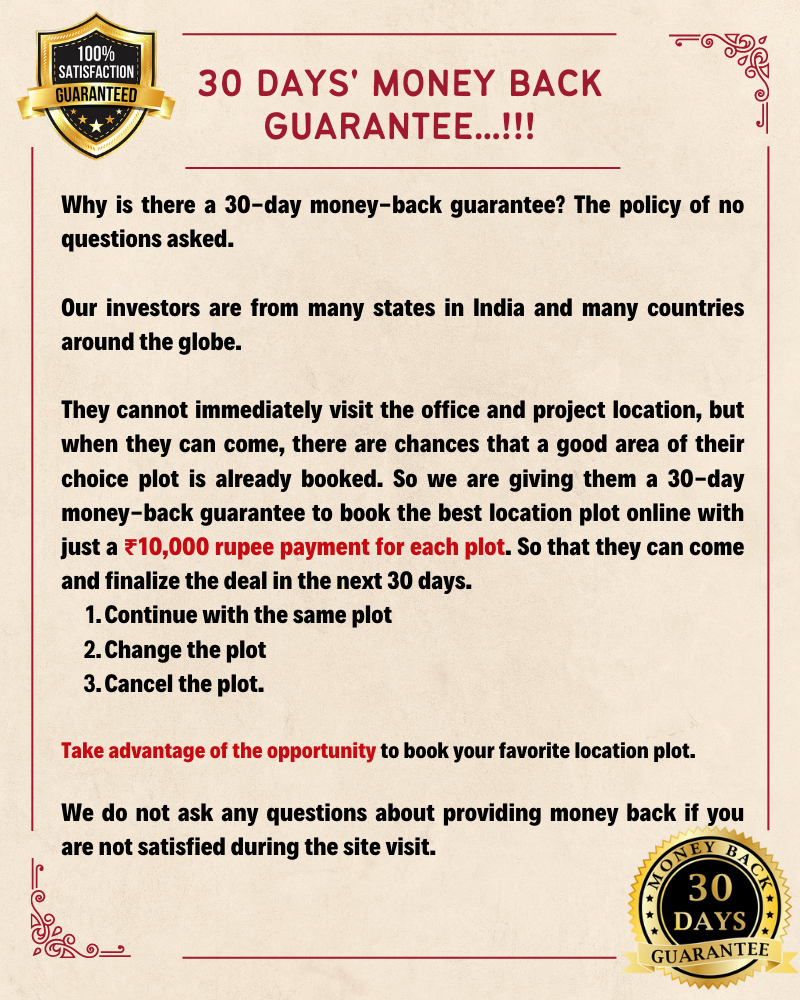 100%
SATISFACTION
GUARANTEED
30 DAYS' MONEY BACK
GUARANTEE...!!!
Why is there a 30-day money-back guarantee? The policy of no
questions asked.
Our investors are from many states in India and many countries
around the globe.
They cannot immediately visit the office and project location, but
when they can come, there are chances that a good area of their
choice plot is already booked. So we are giving them a 30-day
money-back guarantee to book the best location plot online with
just a ₹10,000 rupee payment for each plot. So that they can come
and finalize the deal in the next 30 days.
1. Continue with the same plot
2. Change the plot
3. Cancel the plot.
Take advantage of the opportunity to book your favorite location plot.
We do not ask any questions about providing money back if you
are not satisfied during the site visit.
MONEY BACK
30
DAYS
GUARANTEE